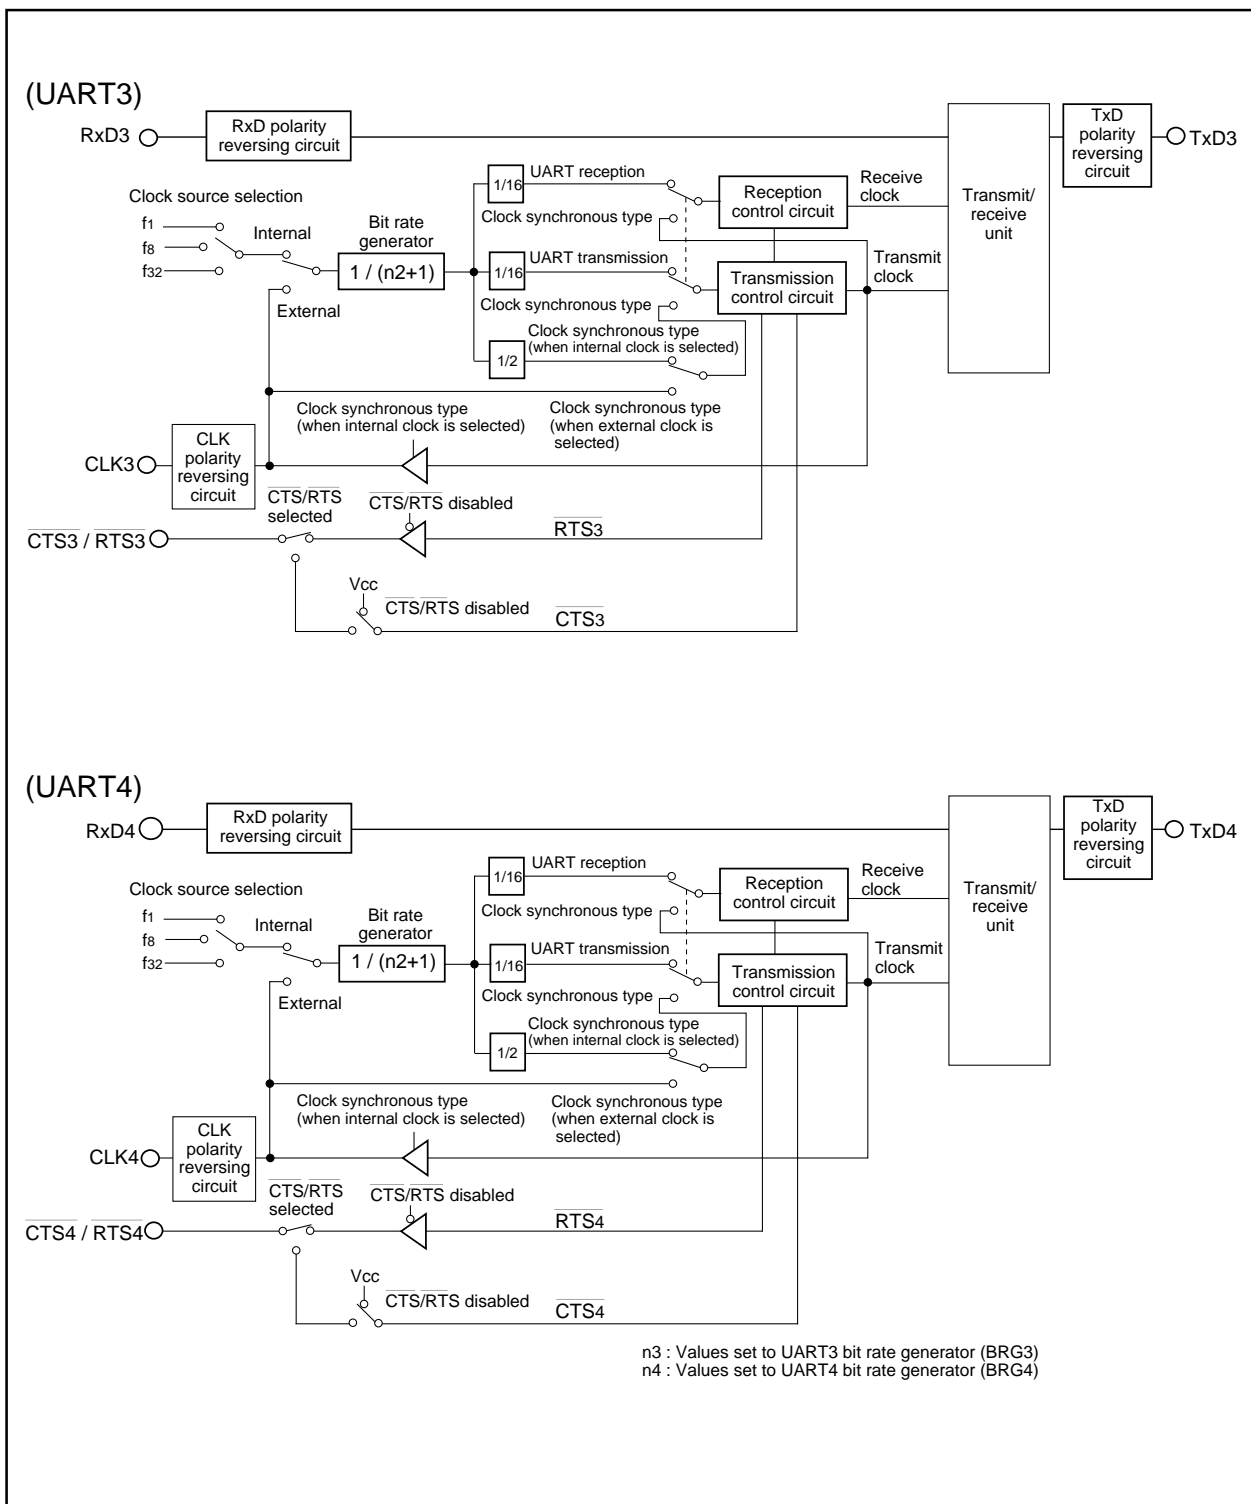 (UART3)
RxD3
RxD polarity
reversing circuit
TxD
polarity
reversing
circuit
TxD3
Clock source selection
f1
f8
f32
Internal
External
Bit rate
generator
1 / (n2+1)
1/16
UART reception
Clock synchronous type
1/16
UART transmission
Clock synchronous type
1/2
Clock synchronous type
(when internal clock is selected)
Reception
control circuit
Transmission
control circuit
Receive
clock
Transmit
clock
Transmit/
receive
unit
Clock synchronous type
(when internal clock is selected)
Clock synchronous type
(when external clock is
selected)
CLK3
CLK
polarity
reversing
circuit
CTS/RTS
selected
CTS/RTS disabled
CTS3 / RTS3
RTS3
Vcc
CTS/RTS disabled
CTS3
(UART4)
RxD4
RxD polarity
reversing circuit
TxD
polarity
reversing
circuit
TxD4
Clock source selection
f1
f8
f32
Internal
External
Bit rate
generator
1 / (n2+1)
1/16
UART reception
Clock synchronous type
1/16
UART transmission
Clock synchronous type
1/2
Clock synchronous type
(when internal clock is selected)
Reception
control circuit
Transmission
control circuit
Receive
clock
Transmit
clock
Transmit/
receive
unit
Clock synchronous type
(when internal clock is selected)
Clock synchronous type
(when external clock is
selected)
CLK4
CLK
polarity
reversing
circuit
CTS/RTS
selected
CTS/RTS disabled
CTS4 / RTS4
RTS4
Vcc
CTS/RTS disabled
CTS4
n3 : Values set to UART3 bit rate generator (BRG3)
n4 : Values set to UART4 bit rate generator (BRG4)